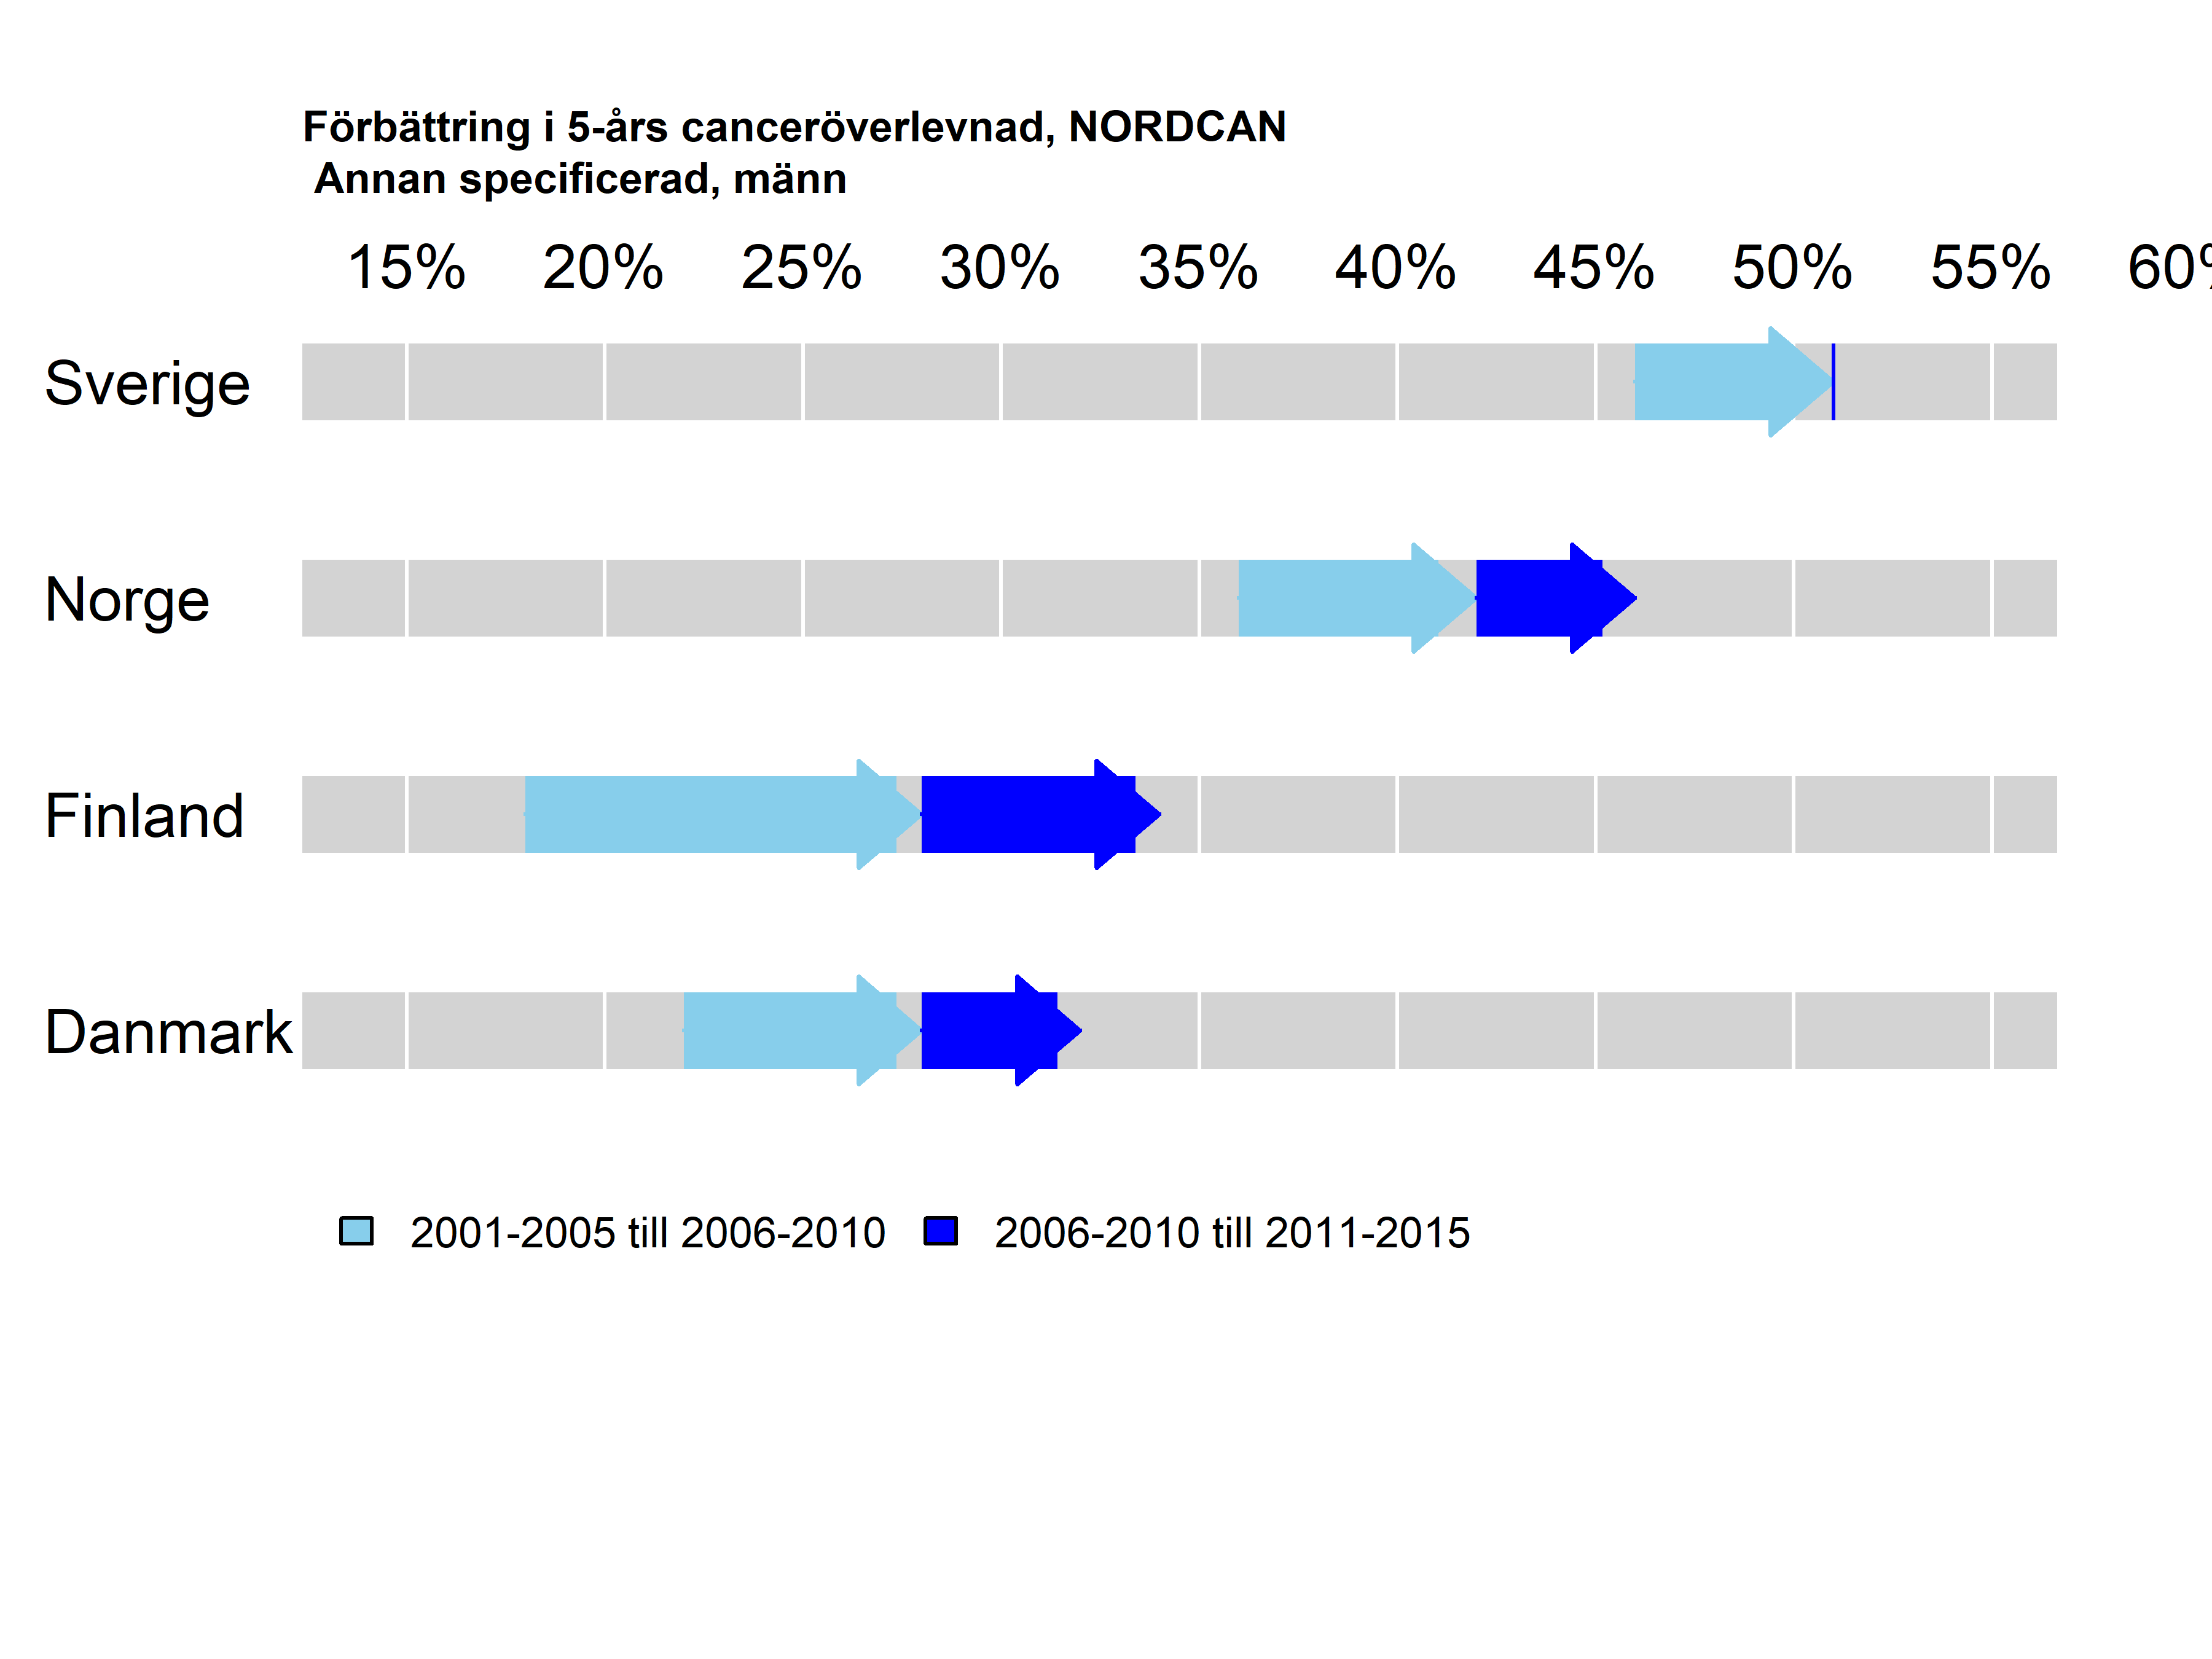 Förbättring i 5-års canceröverlevnad, NORDCAN
Annan specificerad, männ
15% 20% 25% 30% 35% 40% 45% 50% 55% 60%
Sverige
Norge
Finland
Danmark
2001-2005 till 2006-2010 2006-2010 till 2011-2015